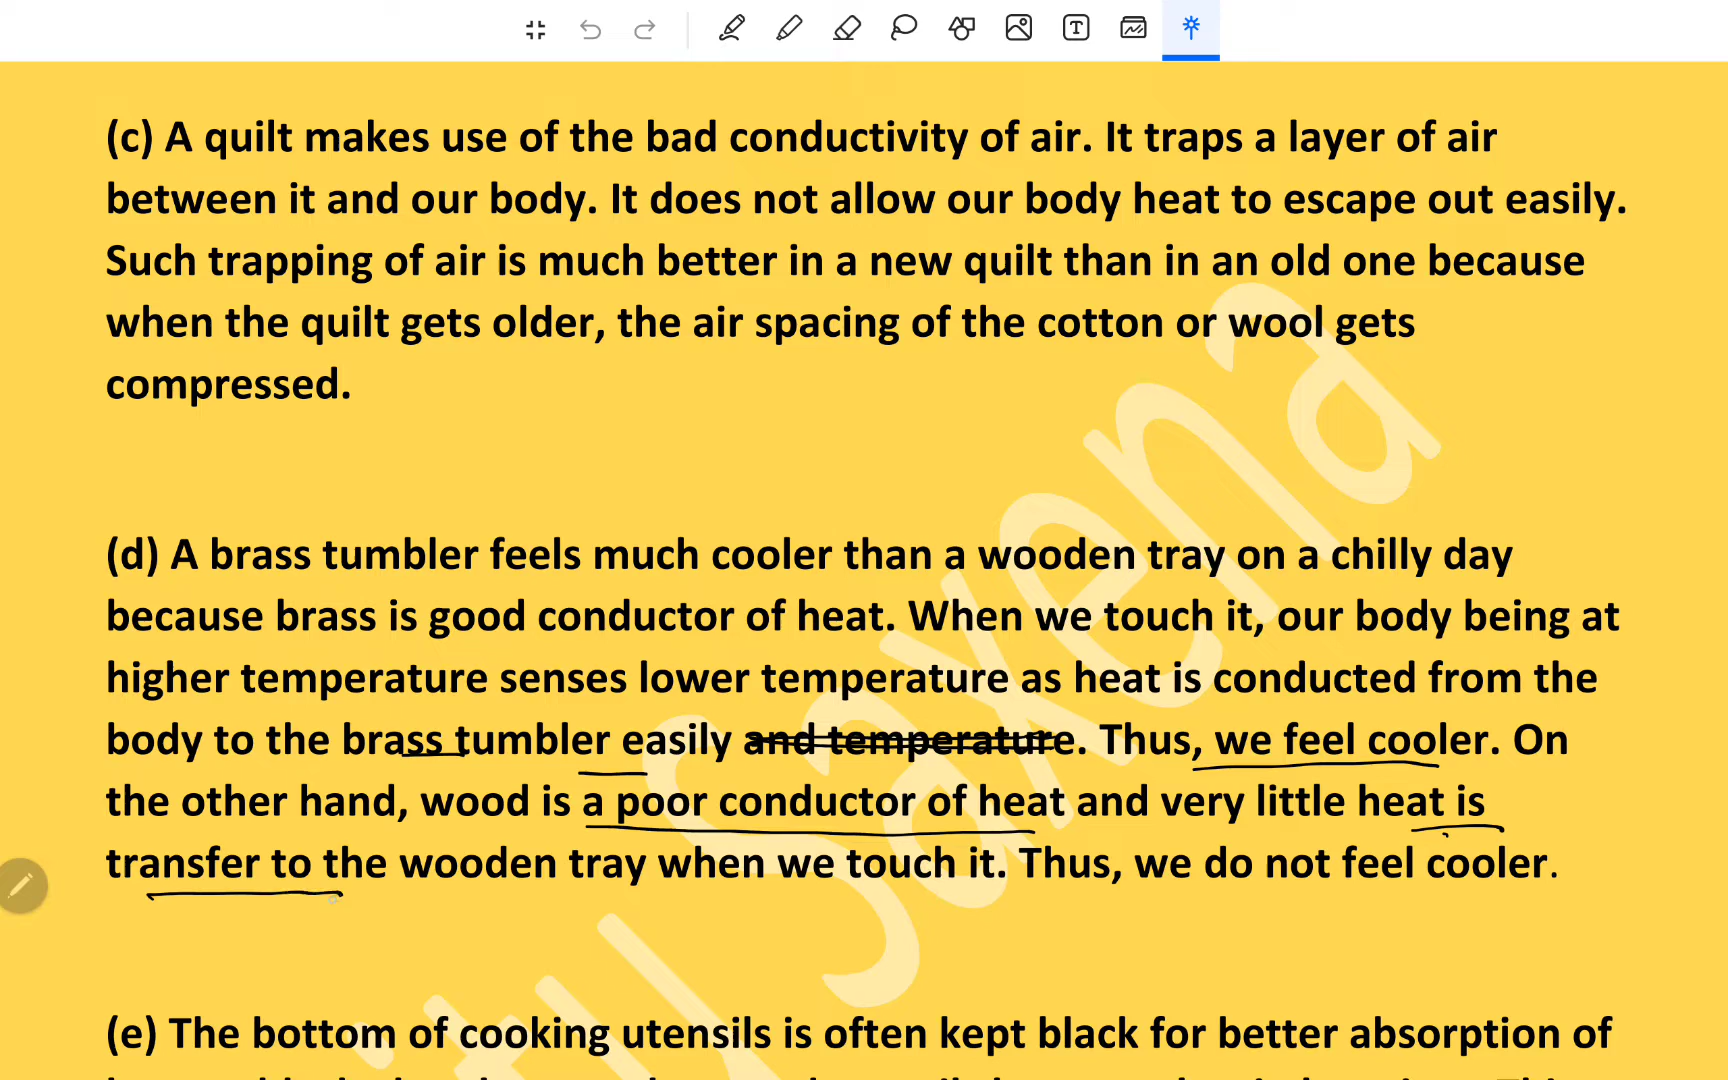 (c) A quilt makes use of the bad conductivity of air. It traps a layer of air
between it and our body. It does not allow our body heat to escape out easily.
Such trapping of air is much better in a new quilt than in an old one because
when the quilt gets older, the air spacing of the cotton or wool gets
compressed.
(d) A brass tumbler feels much cooler than a wooden tray on a chilly day
because brass is good conductor of heat. When we touch it, our body being at
higher temperature senses lower temperature as heat is conducted from the
body to the brass tumbler easily and temperature. Thus, we feel cooler. On
the other hand, wood is a poor conductor of heat and very little heat is
transfer to the wooden tray when we touch it. Thus, we do not feel cooler.
(e) The bottom of cooking utensils is often kept black for better absorption of
Saxena